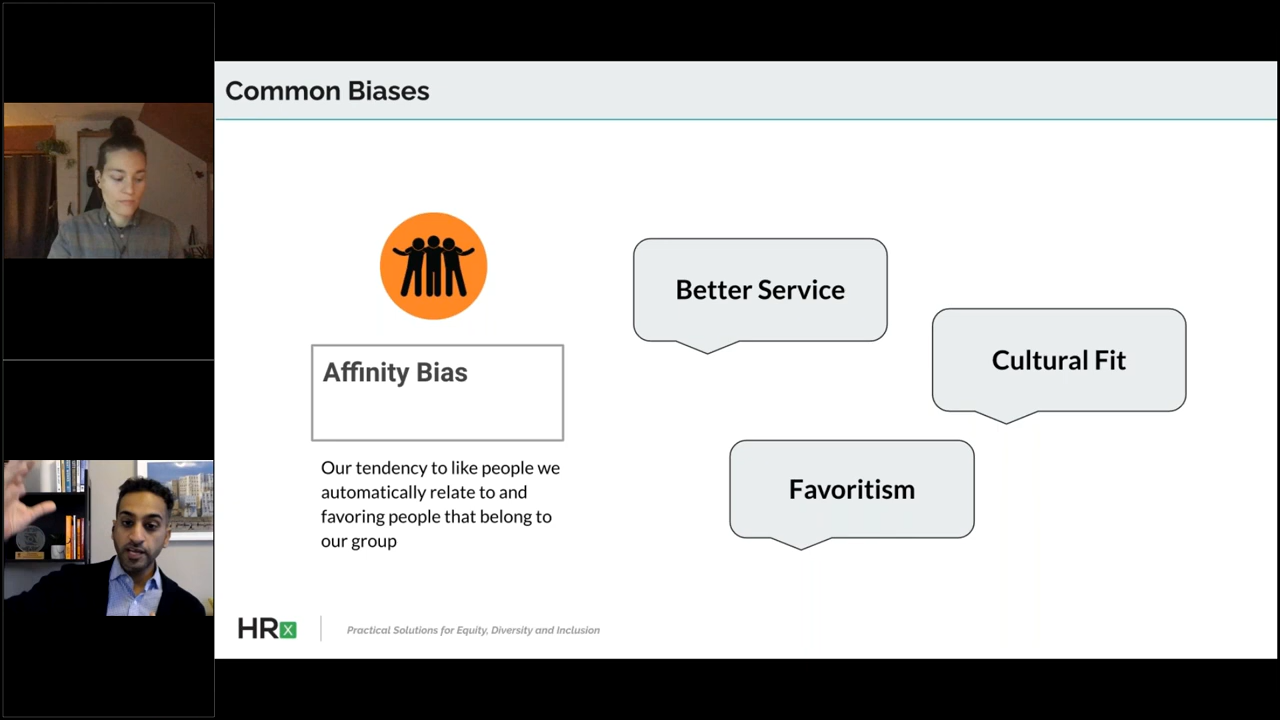 Common Biases
Better Service
Cultural Fit
Affinity Bias
Our tendency to like people we
automatically relate to and
favoring people that belong to
our group
Favoritism
HRx
Practical Solutions for Equity, Diversity and Inclusion